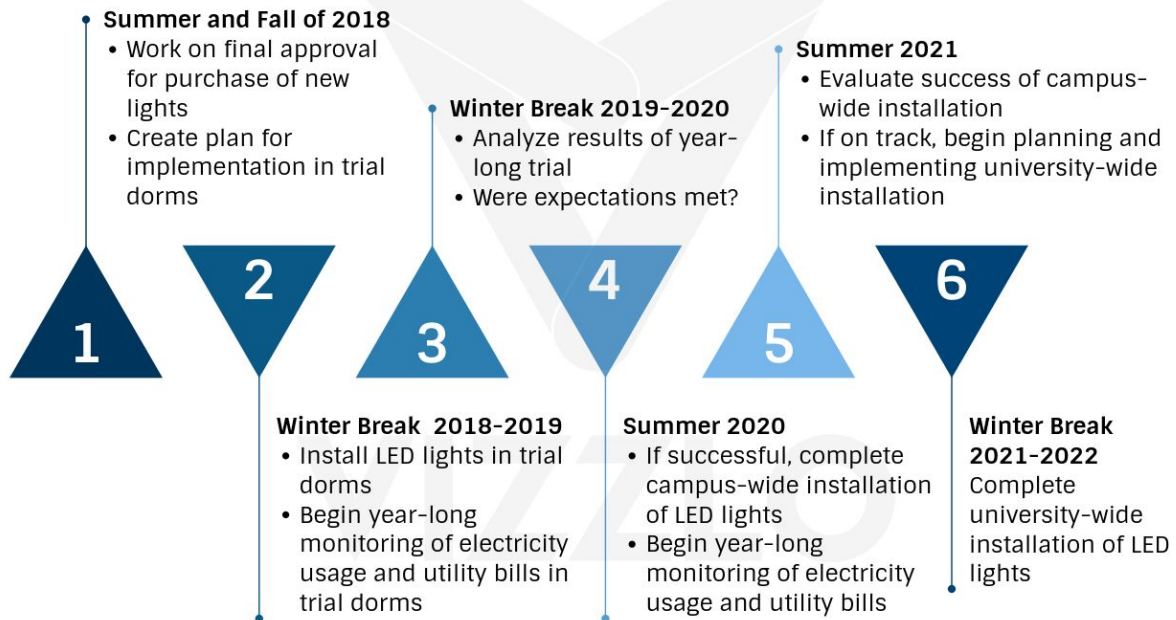 Summer and Fall of 2018
• Work on final approval
for purchase of new
lights
• Create plan for
implementation in trial
dorms
1
2
Winter Break 2018-2019
• Install LED lights in trial
dorms
• Begin year-long
monitoring of electricity
usage and utility bills in
trial dorms
Winter Break 2019-2020
• Analyze results of year-
long trial
• Were expectations met?
3
4
Summer 2020
• If successful, complete
campus-wide installation
of LED lights
• Begin year-long
monitoring of electricity
usage and utility bills
Summer 2021
• Evaluate success of campus-
wide installation
• If on track, begin planning and
implementing university-wide
installation
5
6
Winter Break
2021-2022
Complete
university-wide
installation of LED
lights
VIZZLO